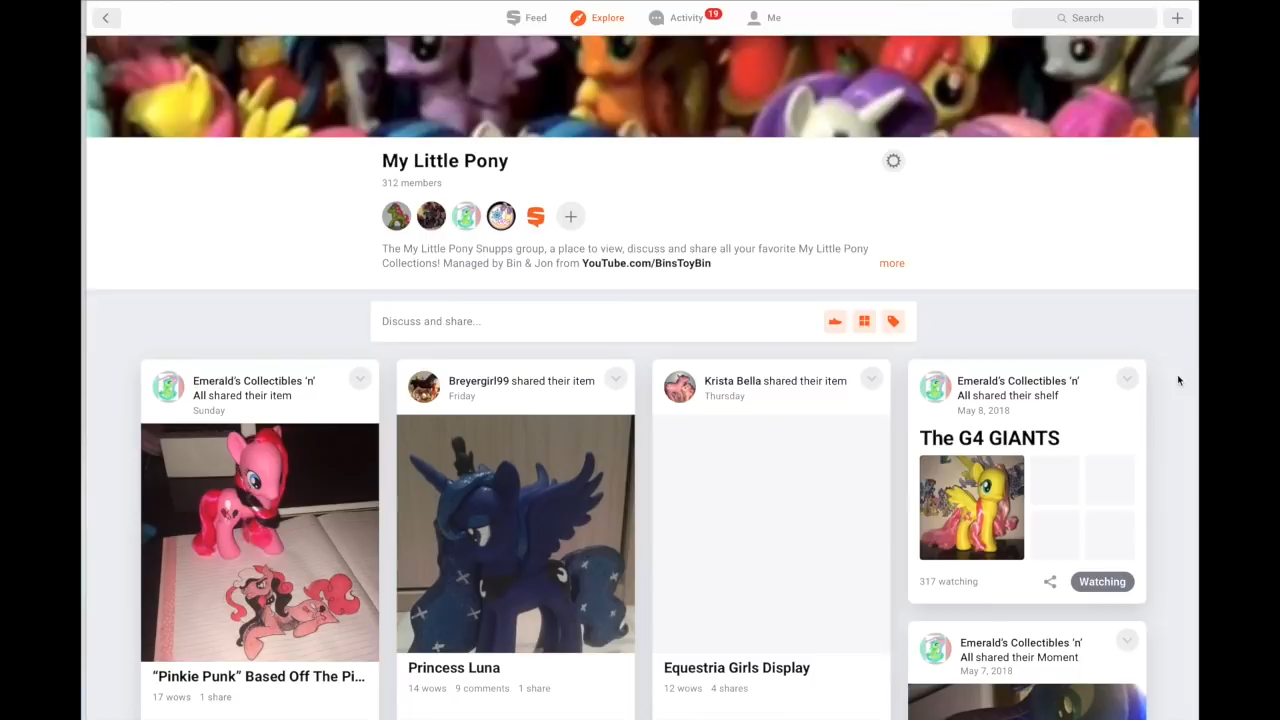 Feed
Explore
Activity
19
Me
Search
My Little Pony
312 members
The My Little Pony Snupps group, a place to view, discuss and share all your favorite My Little Pony
Collections! Managed by Bin & Jon from YouTube.com/BinsToyBin
more
Discuss and share...
Emerald's Collectibles 'n'
All shared their item
Sunday
"Pinkie Punk" Based Off The Pi...
17 wows 1 share
Breyergirl99 shared their item
Friday
Princess Luna
14 wows 9 comments 1 share
Krista Bella shared their item
Thursday
Equestria Girls Display
12 wows 4 shares
Emerald's Collectibles 'n'
All shared their shelf
May 8, 2018
The G4 GIANTS
317 watching
Watching
Emerald's Collectibles 'n'
All shared their Moment
May 7, 2018